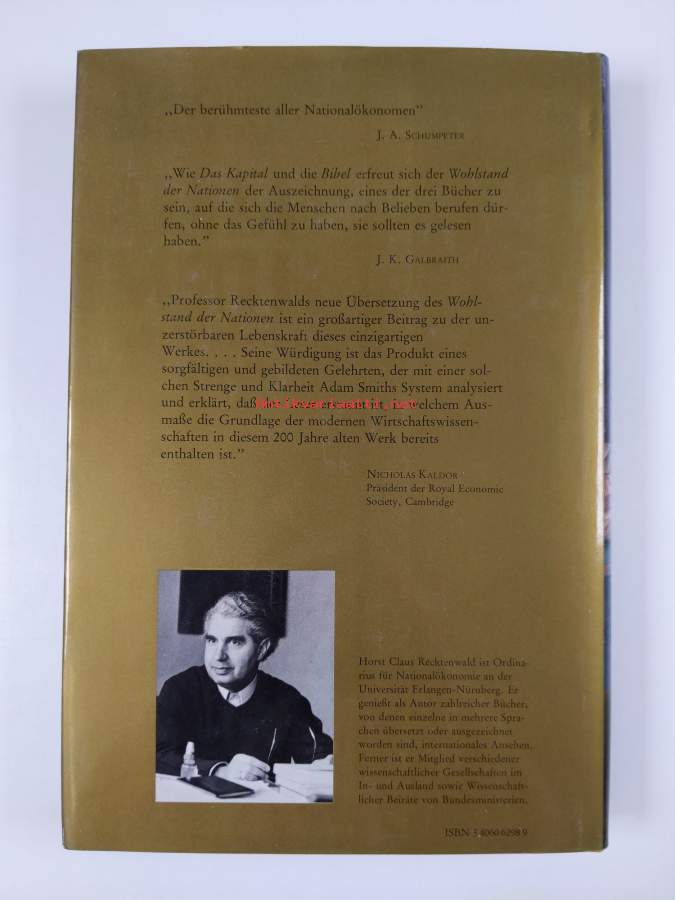 „Der berühmteste aller Nationalökonomen"
J. A. SCHUMPETER
„Wie Das Kapital und die Bibel erfreut sich der Wohlstand
der Nationen der Auszeichnung, eines der drei Bücher zu
sein, auf die sich die Menschen nach Belieben berufen dür-
fen, ohne das Gefühl zu haben, sie sollten es gelesen
haben."
J. K. GALBRAITH
„Professor Recktenwalds neue Übersetzung des Wohl-
stand der Nationen ist ein großartiger Beitrag zu der un-
zerstörbaren Lebenskraft dieses einzigartigen
Werkes. . . . Seine Würdigung ist das Produkt eines
sorgfältigen und gebildeten Gelehrten, der mit einer sol-
chen Strenge und Klarheit Adam Smiths System analysiert
und erklärt, daß der in welchem Aus-
maße die Grundlage der modernen Wirtschaftswissen-
schaften in diesem 200 Jahre alten Werk bereits
enthalten ist."
NICHOLAS KALDOR
Präsident der Royal Economic
Society, Cambridge
Horst Claus Recktenwald ist Ordina-
rius für Nationalökonomie an der
Universität Erlangen-Nürnberg. Er
genießt als Autor zahlreicher Bücher,
von denen einzelne in mehrere Spra-
chen übersetzt oder ausgezeichnet
worden sind, internationales Ansehen.
Ferner ist er Mitglied verschiedener
wissenschaftlicher Gesellschaften im
In- und Ausland sowie Wissenschaft-
licher Beiräte von Bundesministerien.
ISBN 3 4060 6298 9